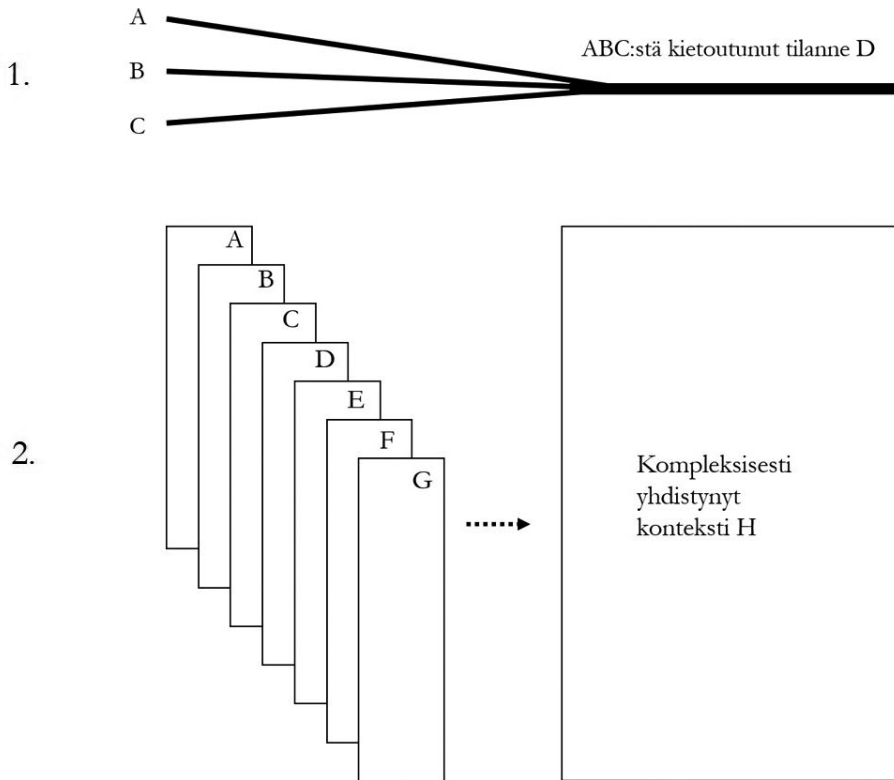 A
ABC:stä kietoutunut tilanne D
1.
B
C
A
B
C
D
E
F
2.
G
Kompleksisesti
yhdistynyt
konteksti H